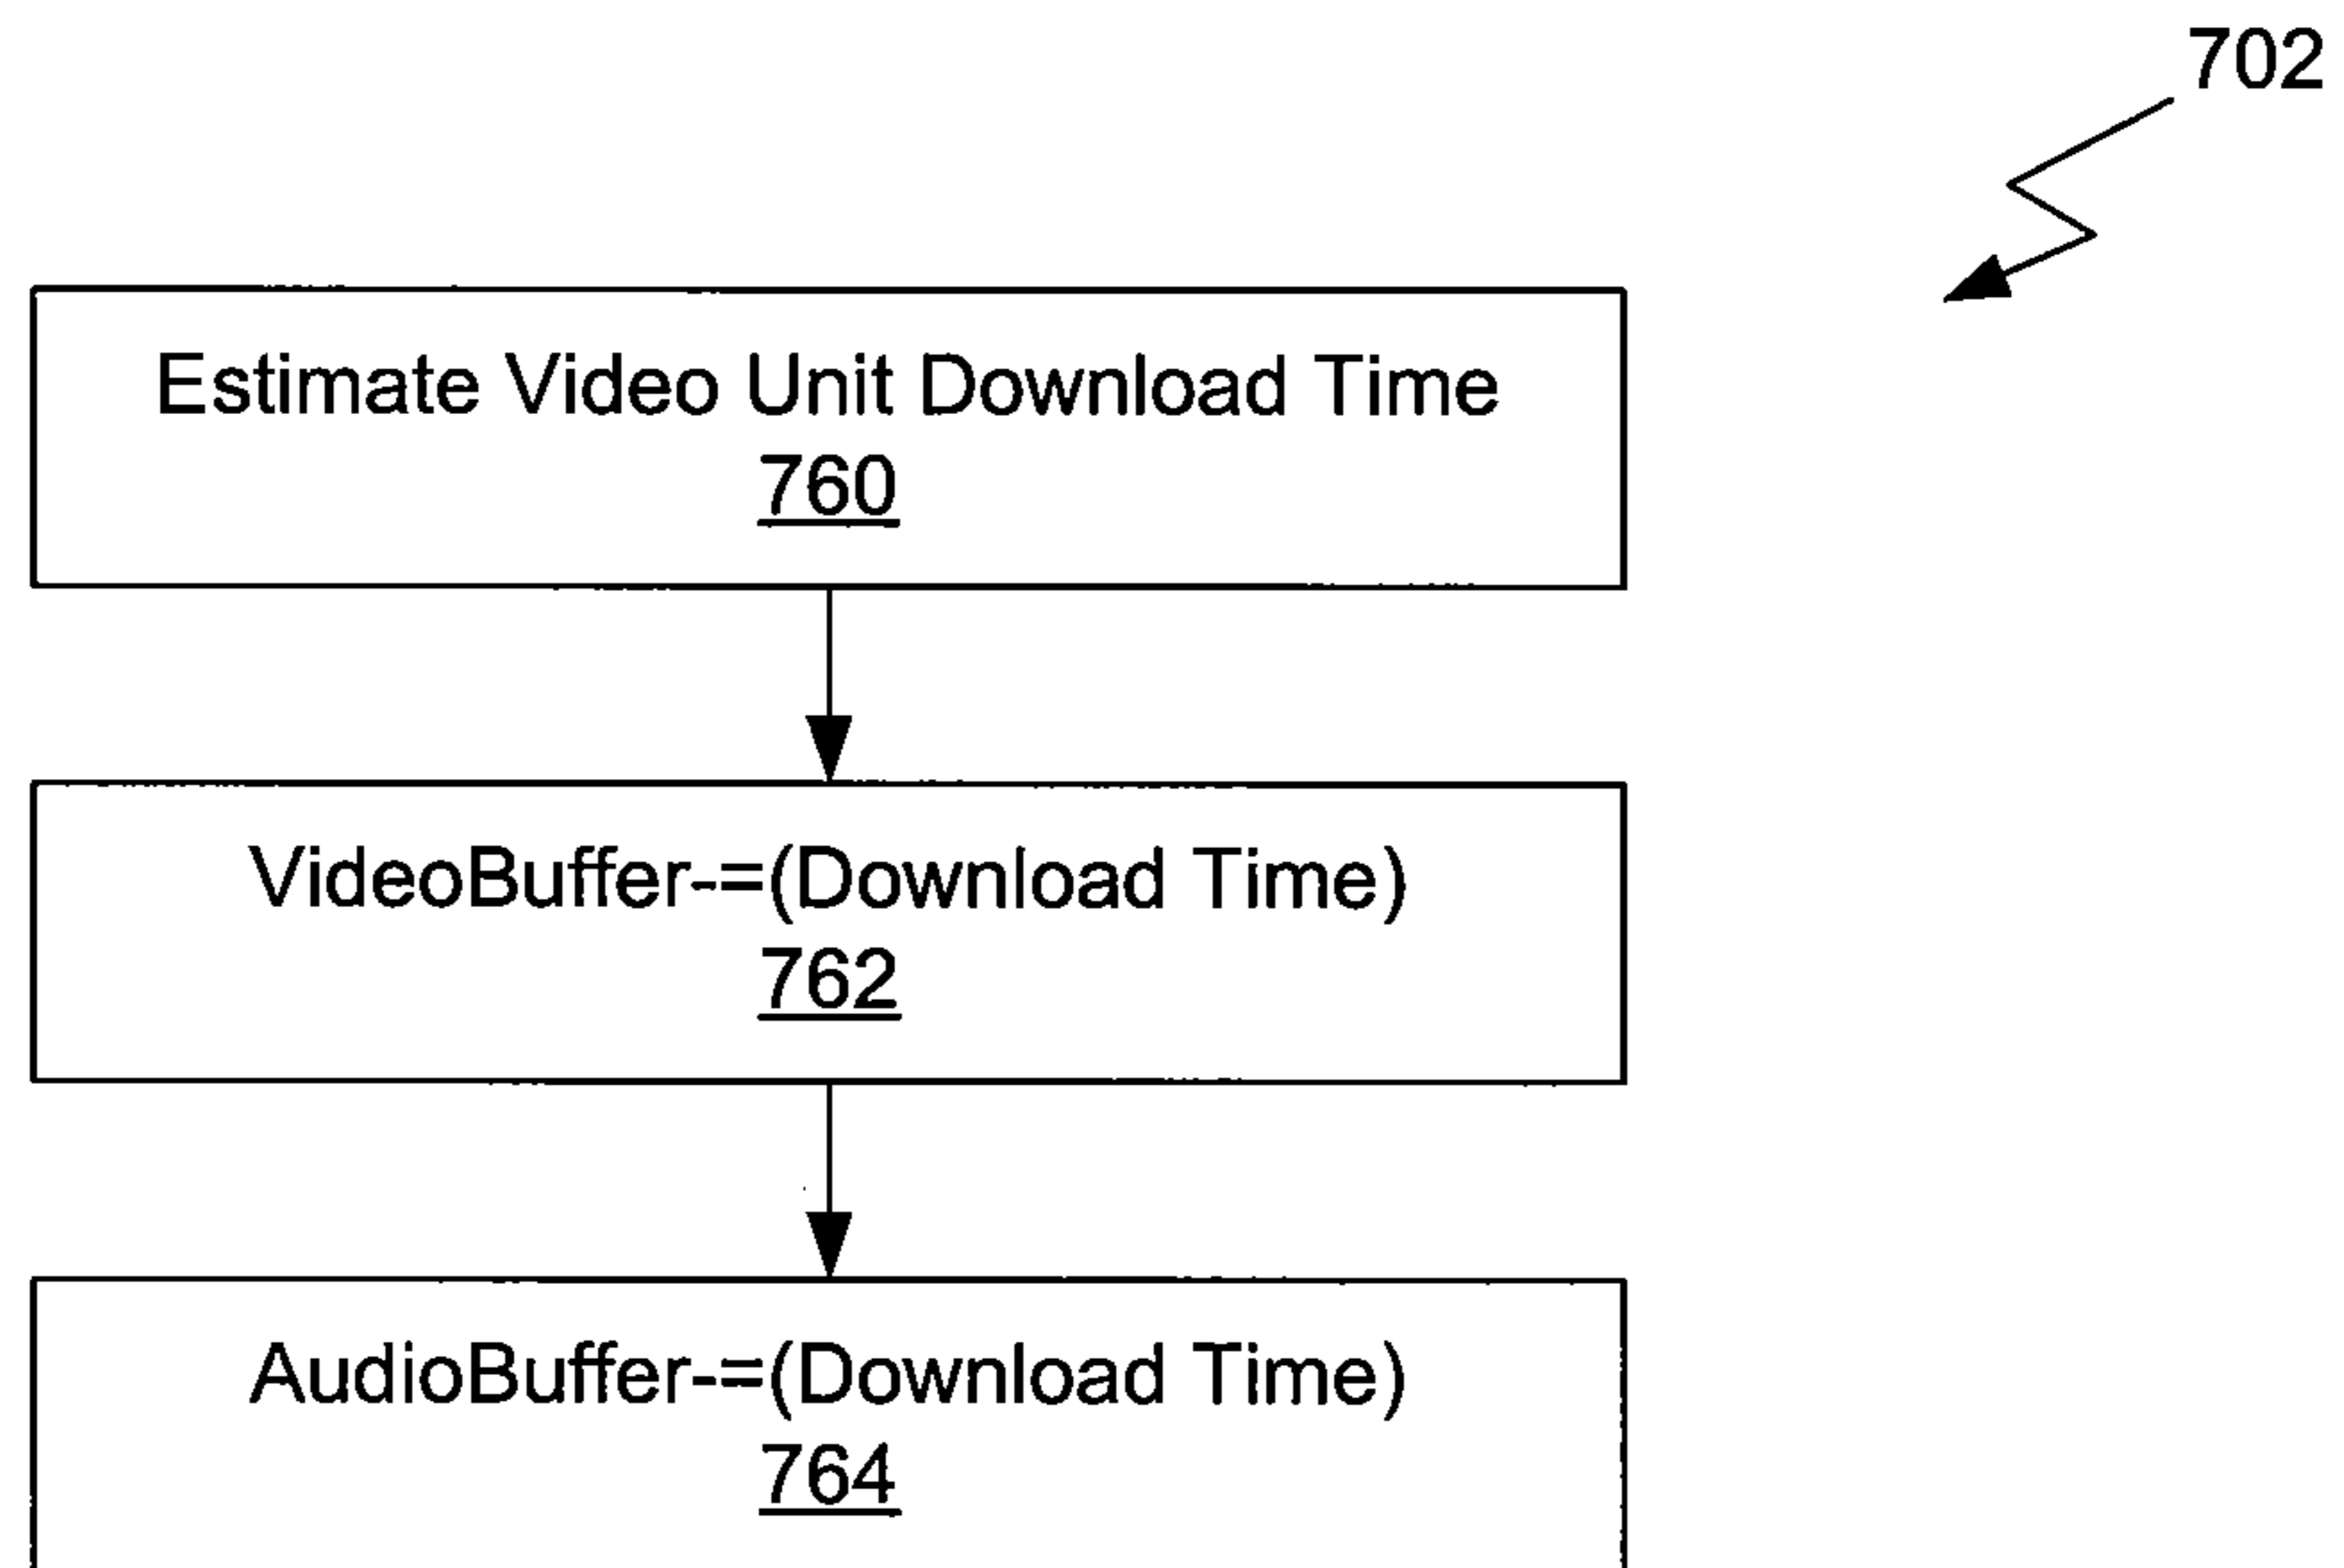 702
Estimate Video Unit Download Time
760
VideoBuffer-=(Download Time)
762
AudioBuffer-=(Download Time)
764